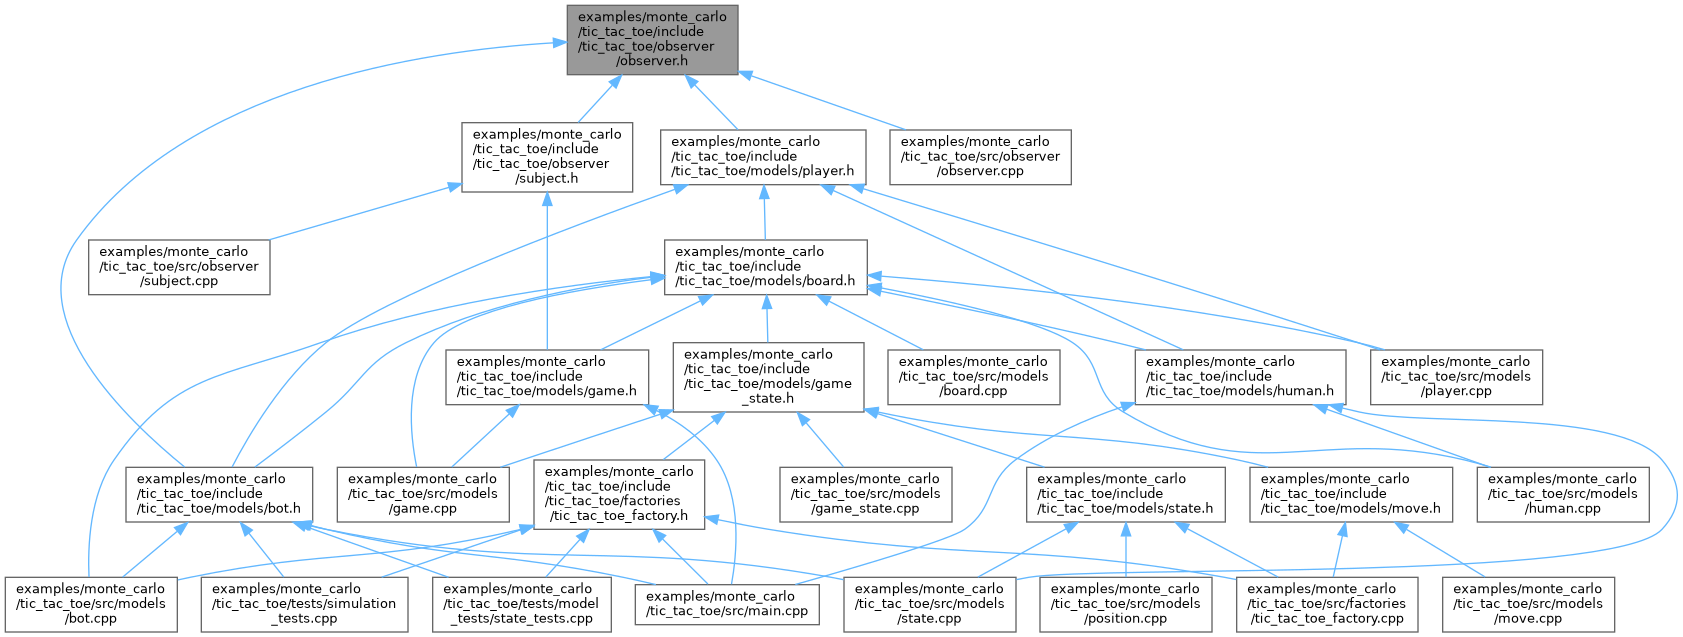 examples/monte_carlo
/tic_tac_toe/include
/tic_tac_toe/observer
/observer.h
examples/monte_carlo
/tic_tac_toe/include
/tic_tac_toe/observer
/subject.h
examples/monte_carlo
/tic_tac_toe/include
/tic_tac_toe/models/player.h
examples/monte_carlo
/tic_tac_toe/src/observer
/observer.cpp
examples/monte_carlo
/tic_tac_toe/src/observer
/subject.cpp
examples/monte_carlo
/tic_tac_toe/include
/tic_tac_toe/models/board.h
examples/monte_carlo
/tic_tac_toe/include
/tic_tac_toe/models/game.h
examples/monte_carlo
/tic_tac_toe/include
/tic_tac_toe/models/game
_state.h
examples/monte_carlo
/tic_tac_toe/src/models
/board.cpp
examples/monte_carlo
/tic_tac_toe/include
/tic_tac_toe/models/human.h
examples/monte_carlo
/tic_tac_toe/src/models
/player.cpp
examples/monte_carlo
/tic_tac_toe/include
/tic_tac_toe/models/bot.h
examples/monte_carlo
/tic_tac_toe/src/models
/game.cpp
examples/monte_carlo
/tic_tac_toe/include
/tic_tac_toe/factories
/tic_tac_toe_factory.h
examples/monte_carlo
/tic_tac_toe/src/models
/game_state.cpp
examples/monte_carlo
/tic_tac_toe/include
/tic_tac_toe/models/state.h
examples/monte_carlo
/tic_tac_toe/include
/tic_tac_toe/models/move.h
examples/monte_carlo
/tic_tac_toe/src/models
/human.cpp
examples/monte_carlo
/tic_tac_toe/src/models
/bot.cpp
examples/monte_carlo
/tic_tac_toe/tests/simulation
_tests.cpp
examples/monte_carlo
/tic_tac_toe/tests/model
_tests/state_tests.cpp
examples/monte_carlo
/tic_tac_toe/src/main.cpp
examples/monte_carlo
/tic_tac_toe/src/models
/state.cpp
examples/monte_carlo
/tic_tac_toe/src/models
/position.cpp
examples/monte_carlo
/tic_tac_toe/src/factories
/tic_tac_toe_factory.cpp
examples/monte_carlo
/tic_tac_toe/src/models
/move.cpp